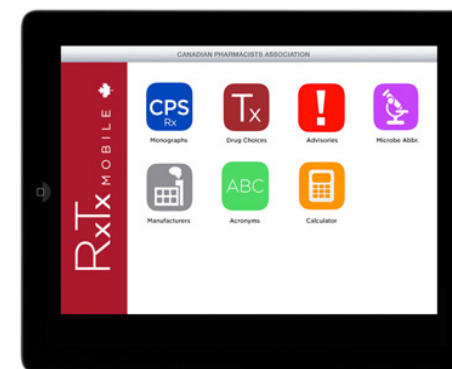 CANADIAN PHARMACISTS ASSOCIATION
RxTx MOBILE
CPS
Rx
Tx
!
Monographs
Drug Choices
Advisories
Microbe Abbr.
ABC
Manufacturers
Acronyms
Calculator